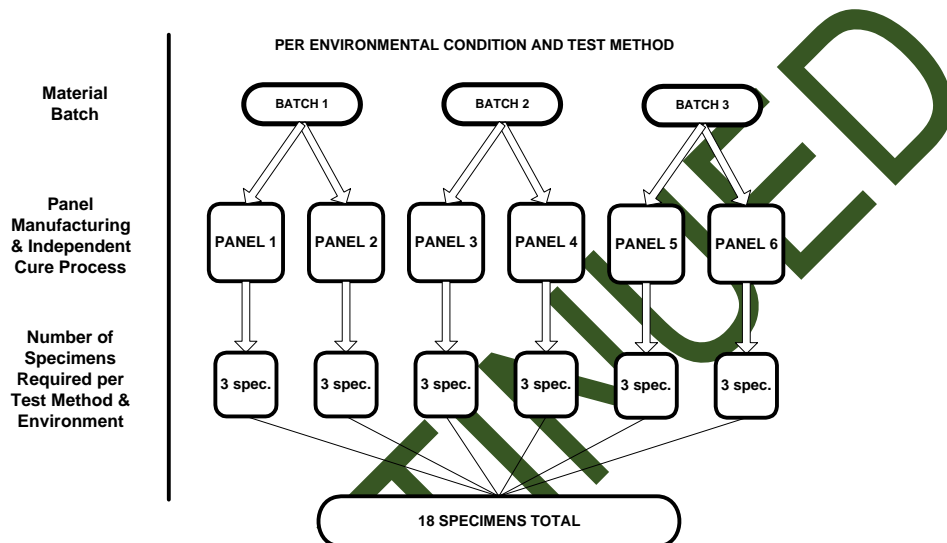 PER ENVIRONMENTAL CONDITION AND TEST METHOD
Material
Batch
BATCH 1
BATCH 2
BATCH 3
Panel
Manufacturing
& Independent
Cure Process
PANEL 1
PANEL 2
PANEL 3
PANEL 4
PANEL 5
PANEL 6
Number of
Specimens
Required per
Test Method &
Environment
3 spec.
3 spec.
3 spec.
3 spec.
3 spec.
3 spec.
18 SPECIMENS TOTAL